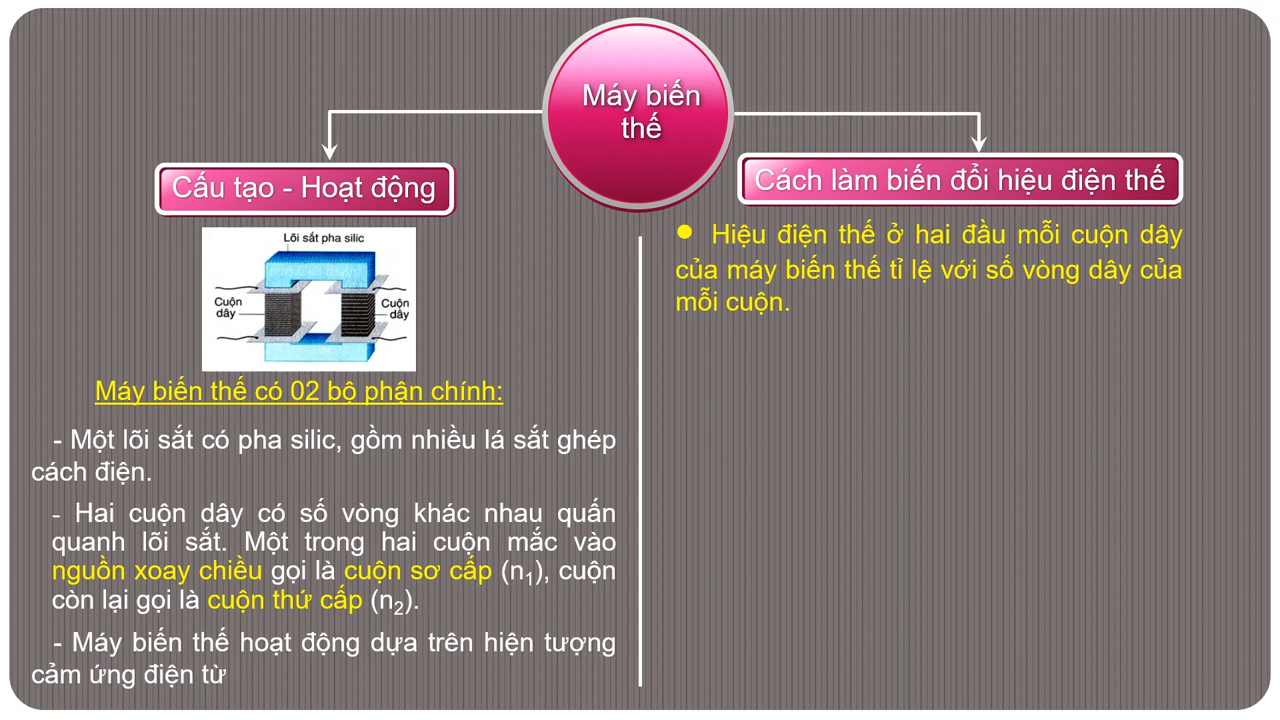 Máy biến
thế
Cấu tạo - Hoạt động
Lõi sắt pha silic
Cuộn
dây
Cuộn
dây
Máy biến thế có 02 bộ phận chính:
- Một lõi sắt có pha silic, gồm nhiều lá sắt ghép
cách điện.
- Hai cuộn dây có số vòng khác nhau quấn
quanh lõi sắt. Một trong hai cuộn mắc vào
nguồn xoay chiều gọi là cuộn sơ cấp (n₁), cuộn
còn lại gọi là cuộn thứ cấp (n₂).
- Máy biến thế hoạt động dựa trên hiện tượng
cảm ứng điện từ
Cách làm biến đổi hiệu điện thế
● Hiệu điện thế ở hai đầu mỗi cuộn dây
của máy biến thế tỉ lệ với số vòng dây của
mỗi cuộn.